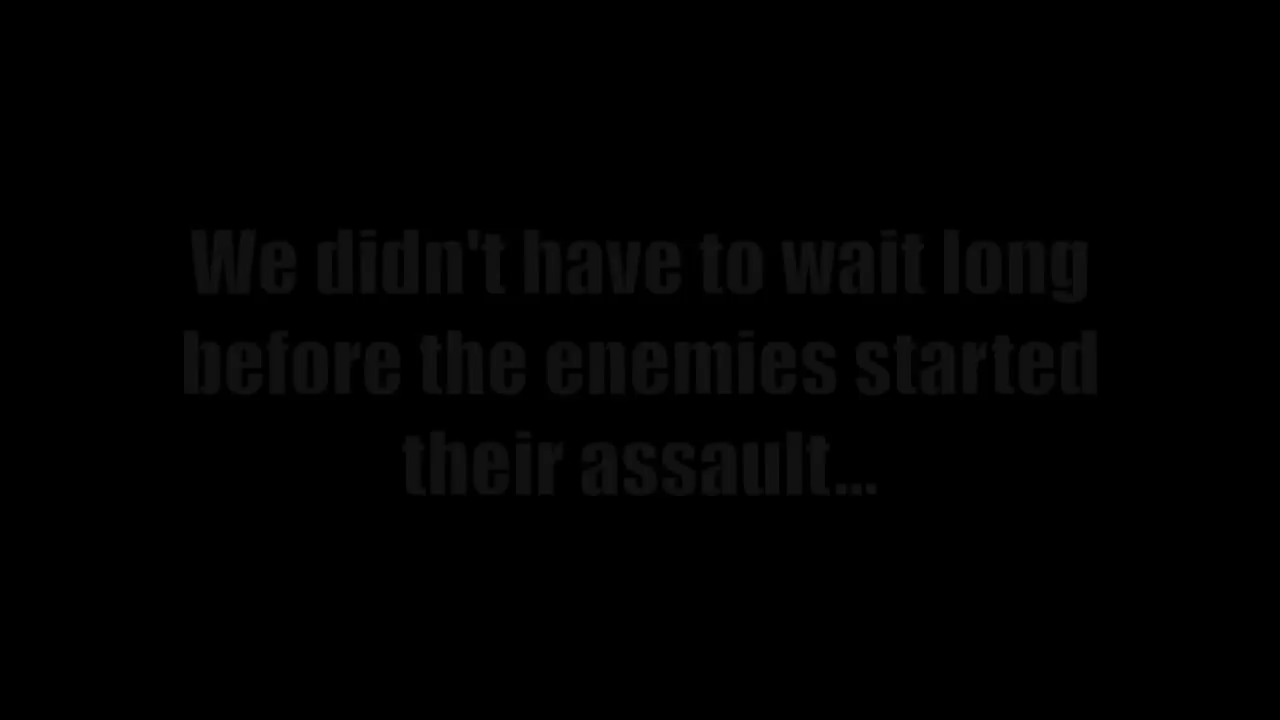 We didn't have to wait long
before the enemies started
their assault...